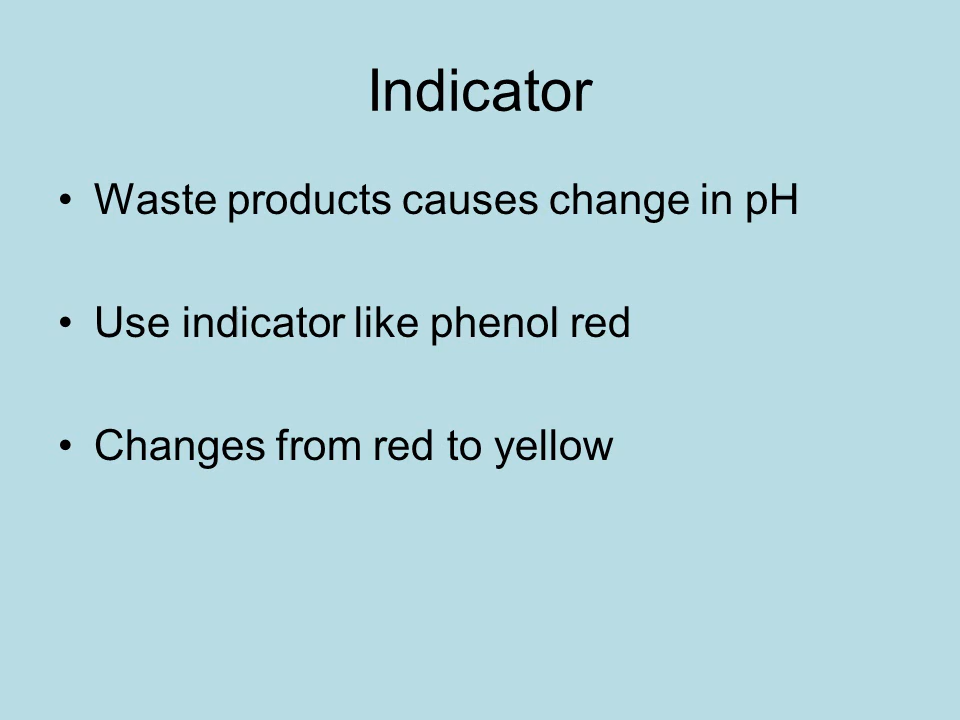 Indicator
• Waste products causes change in pH
• Use indicator like phenol red
• Changes from red to yellow